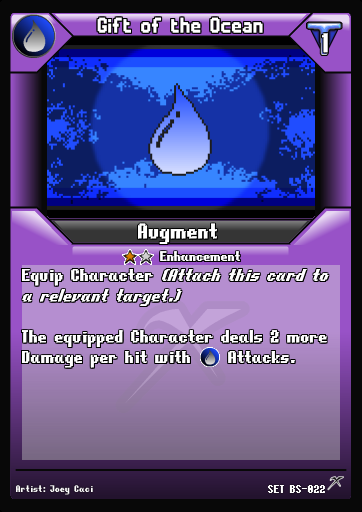 Gift of the Ocean
1
Augment
Enhancement
Equip Character (Attach this card to
a relevant target.)
The equipped Character deals 2 more
Damage per hit with Attacks.
Artist: Joey Caci
SET BS-022